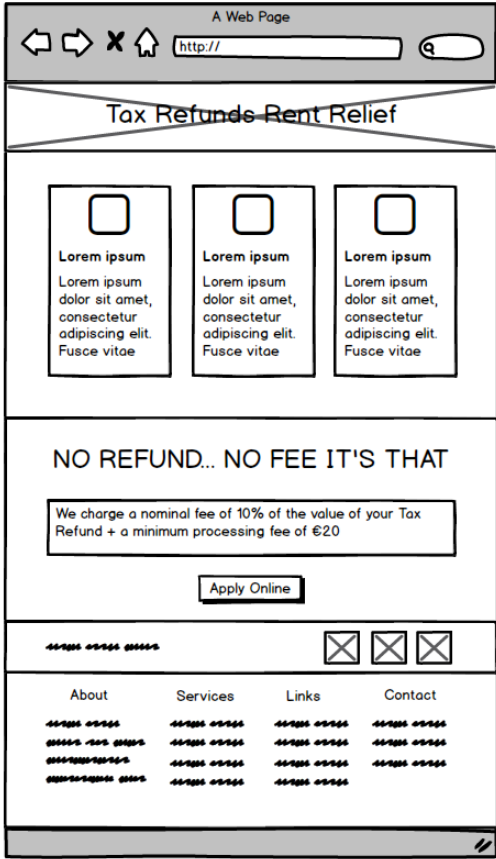 A Web Page
http://
Tax Refunds Rent Relief
Lorem ipsum
Lorem ipsum
dolor sit amet,
consectetur
adipiscing elit.
Fusce vitae
Lorem ipsum
Lorem ipsum
dolor sit amet,
consectetur
adipiscing elit.
Fusce vitae
Lorem ipsum
Lorem ipsum
dolor sit amet,
consectetur
adipiscing elit.
Fusce vitae
NO REFUND... NO FEE IT'S THAT
We charge a nominal fee of 10% of the value of your Tax
Refund + a minimum processing fee of €20
Apply Online
About
Services
Links
Contact